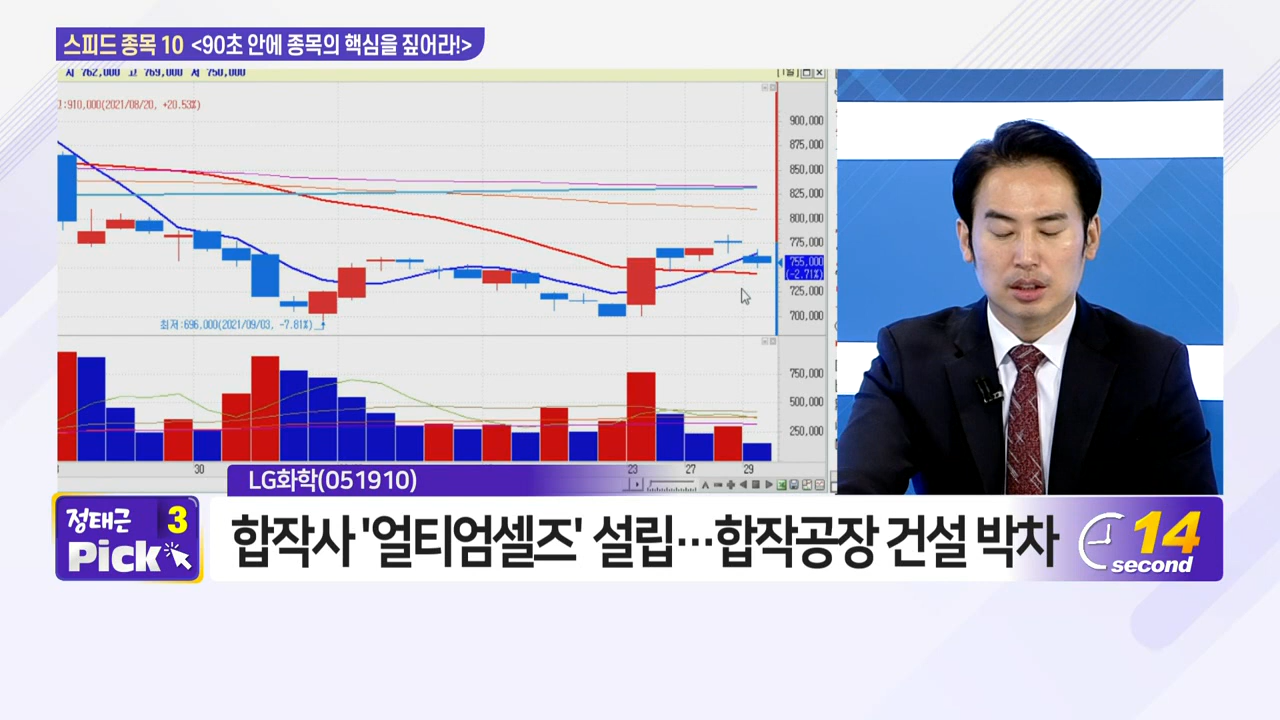 스피드 종목 10 <90초 안에 종목의 핵심을 짚어라!>
시 762,000 고 769,000 저 750,000
[1월]
910,000(2021/08/20, +20.53%)
900,000
875,000
850,000
825,000
800,000
775,000
755,000
(-2.71%)
725,000
700,000
최저:696,000(2021/09/03, -7.81%)
750,000
500,000
250,000
30
23
27
29
LG화학(051910)
정태근 3
Pick
합작사 '얼티엄셀즈' 설립…합작공장 건설 박차
14
second